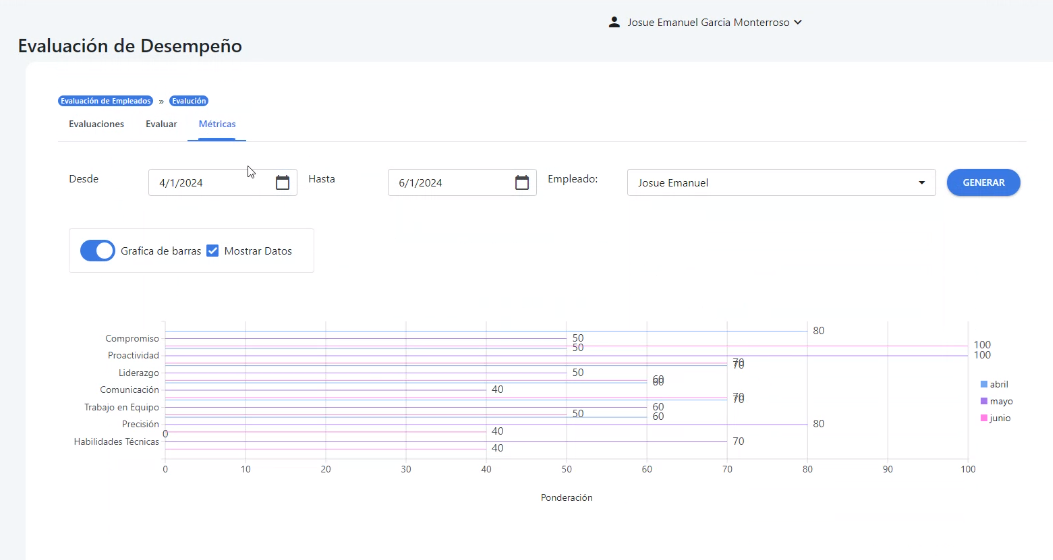 Josue Emanuel Garcia Monterroso
Evaluación de Desempeño
Evaluación de Empleados » Evalución
Evaluaciones Evaluar Métricas
Desde 4/1/2024 Hasta 6/1/2024 Empleado: Josue Emanuel GENERAR
Grafica de barras Mostrar Datos
80
Compromiso 50
100
50
Proactividad 100
70
70
Liderazgo 50
60
60
Comunicación 40
70
70
Trabajo en Equipo 60
50
60
Precisión 80
0
40
Habilidades Técnicas 70
40
abril
mayo
junio
0 10 20 30 40 50 60 70 80 90 100
Ponderación